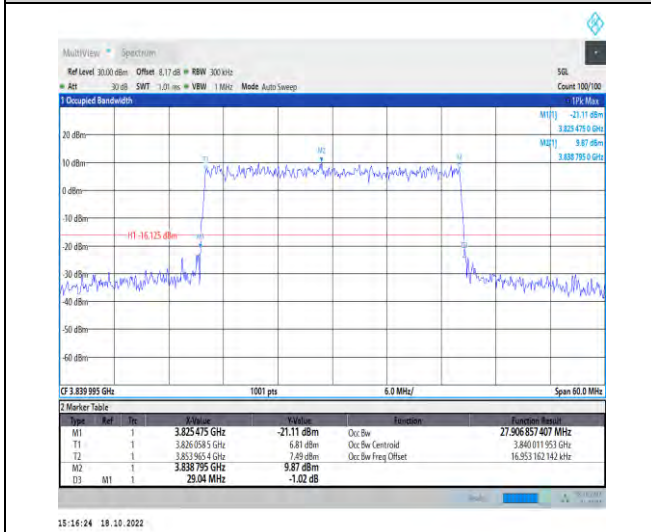 MultiView Spectrum
Ref Level 30.00 dBm Offset 8.17 dB RBW 300 kHz SGL
Att 30 dB SWT 1.01 ms VBW 1 MHz Mode Auto Sweep Count 100/100
1 Occupied Bandwidth 1Pk Max
M1[1] -21.11 dBm
3.825 475 0 GHz
M2[1] 9.87 dBm
3.838 795 0 GHz
20 dBm
10 dBm
0 dBm
-10 dBm
H1 -16.125 dBm
-20 dBm
-30 dBm
-40 dBm
-50 dBm
-60 dBm
T1
M2
T2
M1
D3
CF 3.839 995 GHz 1001 pts 6.0 MHz/ Span 60.0 MHz
2 Marker Table
Type Ref Trc X-Value Y-Value Function Function Result
M1 1 3.825 475 GHz -21.11 dBm Occ Bw 27.906 857 407 MHz
T1 1 3.826 058 5 GHz 6.81 dBm Occ Bw Centroid 3.840 011 953 GHz
T2 1 3.853 965 4 GHz 7.49 dBm Occ Bw Freq Offset 16.953 162 142 kHz
M2 1 3.838 795 GHz 9.87 dBm
D3 M1 1 29.04 MHz -1.02 dB
15:16:24 18.10.2022